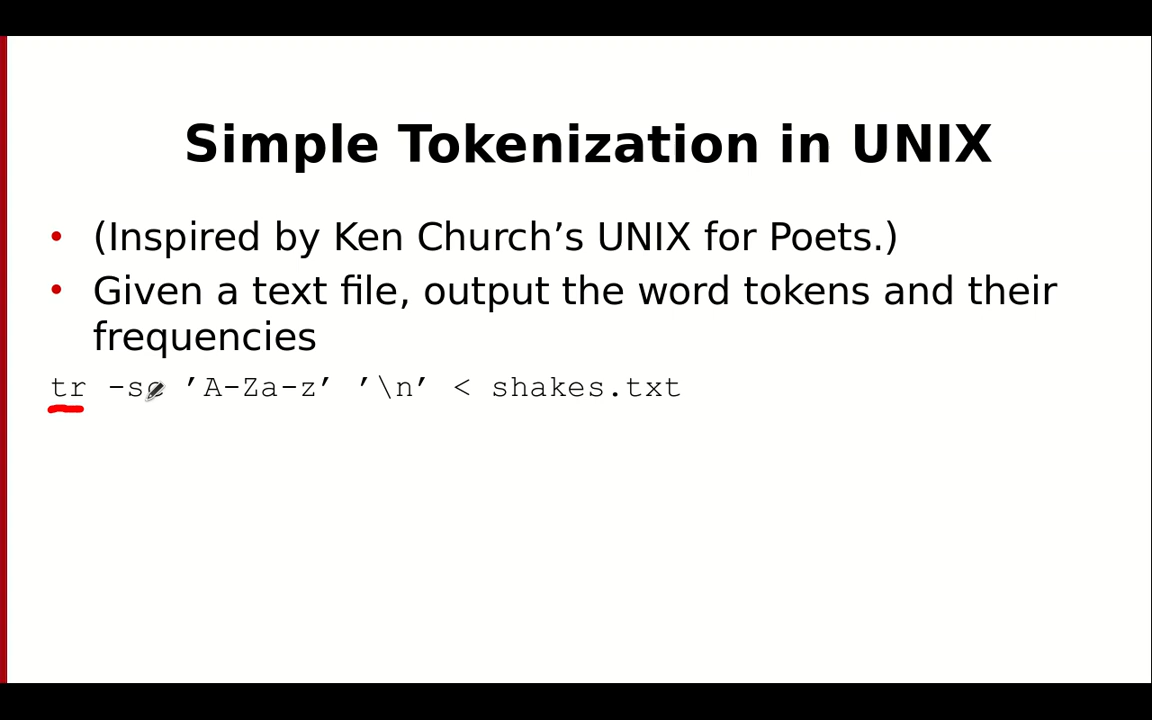 Simple Tokenization in UNIX
• (Inspired by Ken Church’s UNIX for Poets.)
• Given a text file, output the word tokens and their
frequencies
tr -sc ’A-Za-z’ ’\n’ < shakes.txt